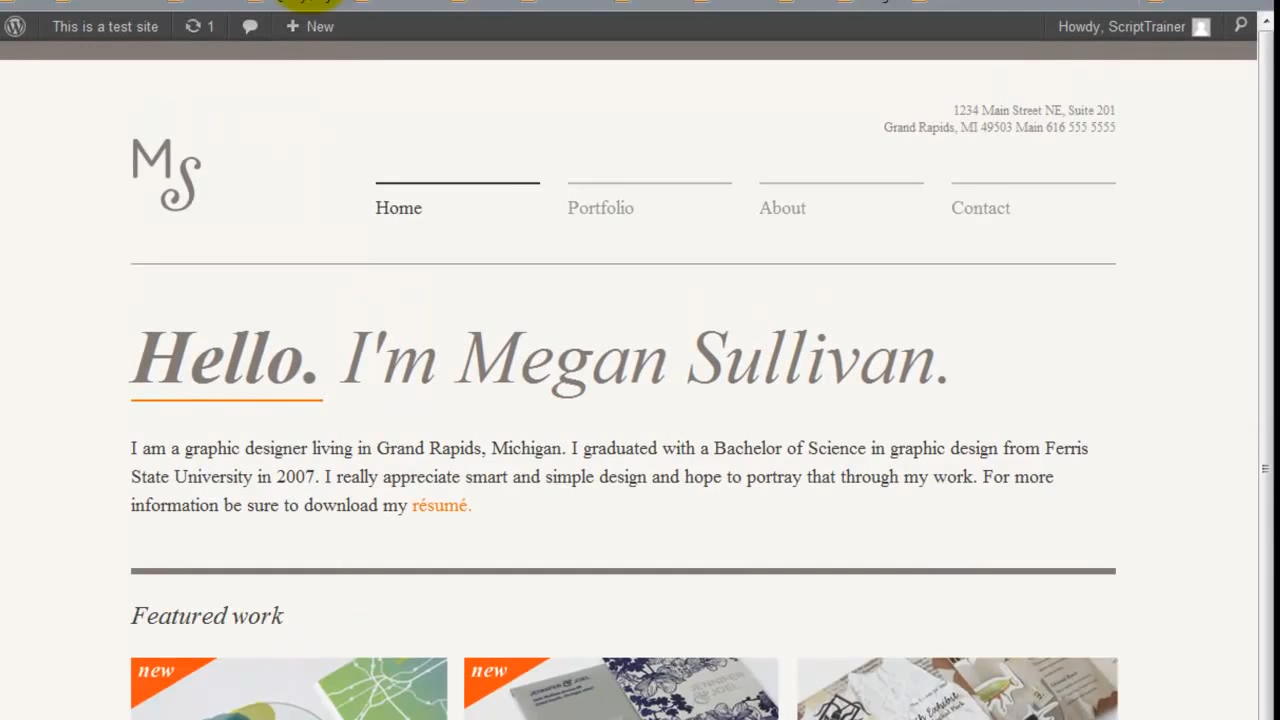 This is a test site 1 New Howdy, ScriptTrainer
1234 Main Street NE, Suite 201
Grand Rapids, MI 49503 Main 616 555 5555
MS
Home Portfolio About Contact
Hello. I'm Megan Sullivan.
I am a graphic designer living in Grand Rapids, Michigan. I graduated with a Bachelor of Science in graphic design from Ferris
State University in 2007. I really appreciate smart and simple design and hope to portray that through my work. For more
information be sure to download my résumé.
Featured work
new new
JENNIFER
& JOEL
JENNIFER & JOEL